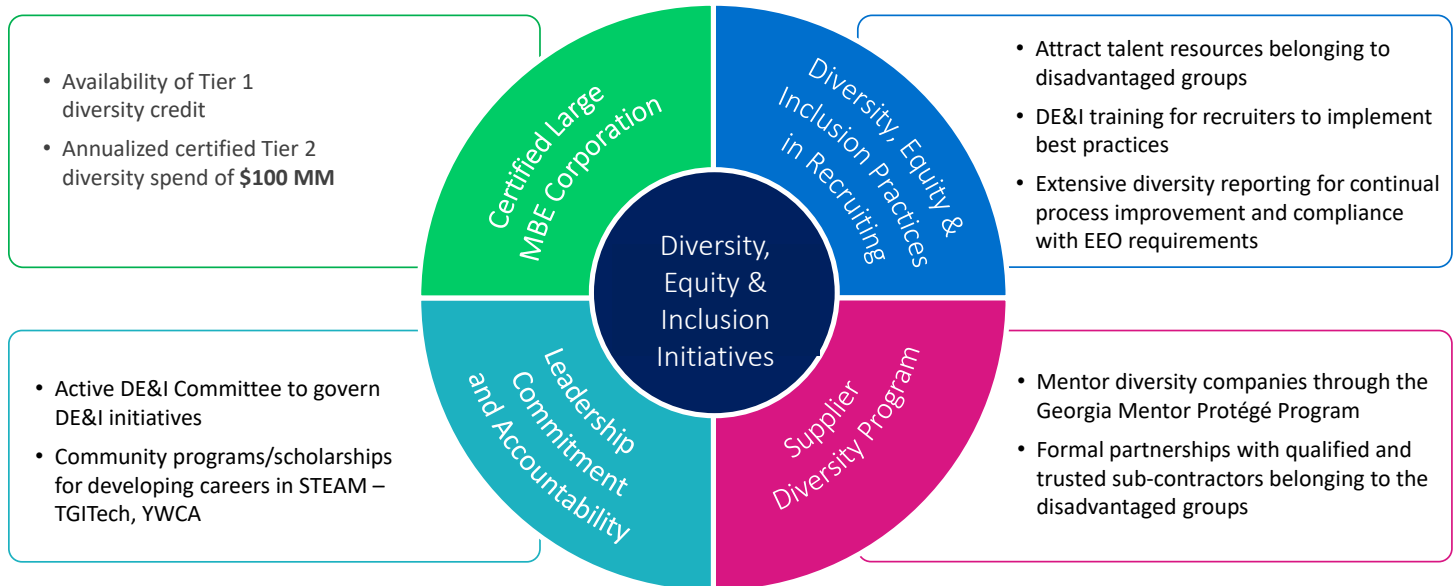 • Availability of Tier 1
diversity credit
• Annualized certified Tier 2
diversity spend of $100 MM
Certified Large
MBE Corporation
Diversity, Equity &
Inclusion Practices
in Recruiting
• Attract talent resources belonging to
disadvantaged groups
• DE&I training for recruiters to implement
best practices
• Extensive diversity reporting for continual
process improvement and compliance
with EEO requirements
Diversity,
Equity &
Inclusion
Initiatives
• Active DE&I Committee to govern
DE&I initiatives
• Community programs/scholarships
for developing careers in STEAM –
TGITech, YWCA
Leadership
Commitment
and Accountability
Supplier
Diversity Program
• Mentor diversity companies through the
Georgia Mentor Protégé Program
• Formal partnerships with qualified and
trusted sub-contractors belonging to the
disadvantaged groups